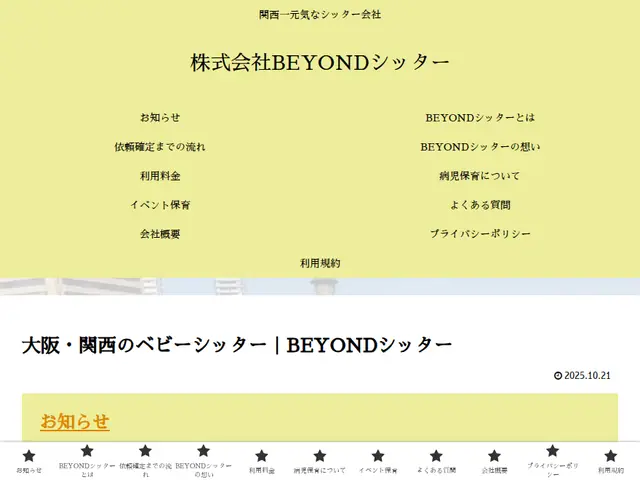 関西一元気なシッター会社
株式会社BEYONDシッター
お知らせ
BEYONDシッターとは
依頼確定までの流れ
BEYONDシッターの想い
利用料金
病児保育について
イベント保育
よくある質問
会社概要
プライバシーポリシー
利用規約
大阪・関西のベビーシッター｜BEYONDシッター
2025.10.21
お知らせ
お知らせ
BEYONDシッター
とは
依頼確定までの流
れ
BEYONDシッター
の想い
利用料金
病児保育について
イベント保育
よくある質問
会社概要
プライバシーポリ
シー
利用規約